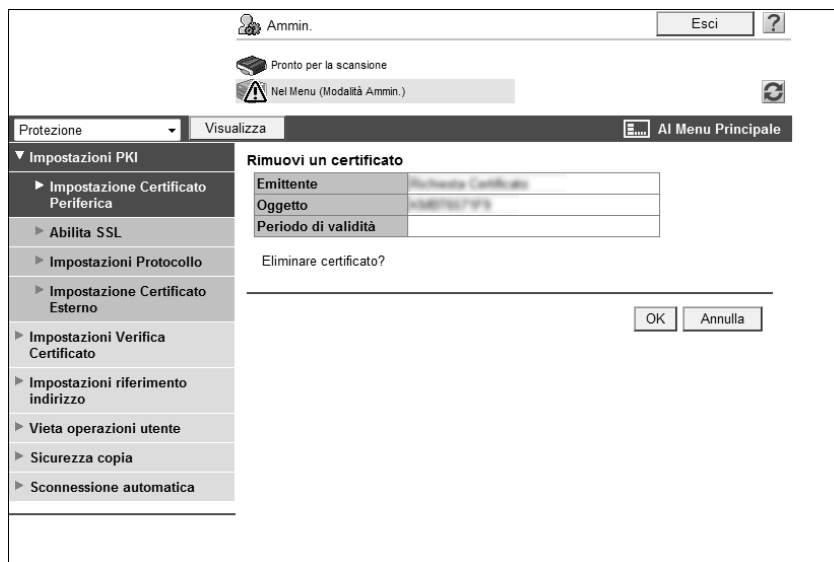 Ammin.
Esci
?
Pronto per la scansione
Nel Menu (Modalità Ammin.)
Protezione
Visualizza
Al Menu Principale
Impostazioni PKI
Impostazione Certificato
Periferica
Abilita SSL
Impostazioni Protocollo
Impostazione Certificato
Esterno
Impostazioni Verifica
Certificato
Impostazioni riferimento
indirizzo
Vieta operazioni utente
Sicurezza copia
Sconnessione automatica
Rimuovi un certificato
Emittente
Oggetto
Periodo di validità
Eliminare certificato?
OK
Annulla